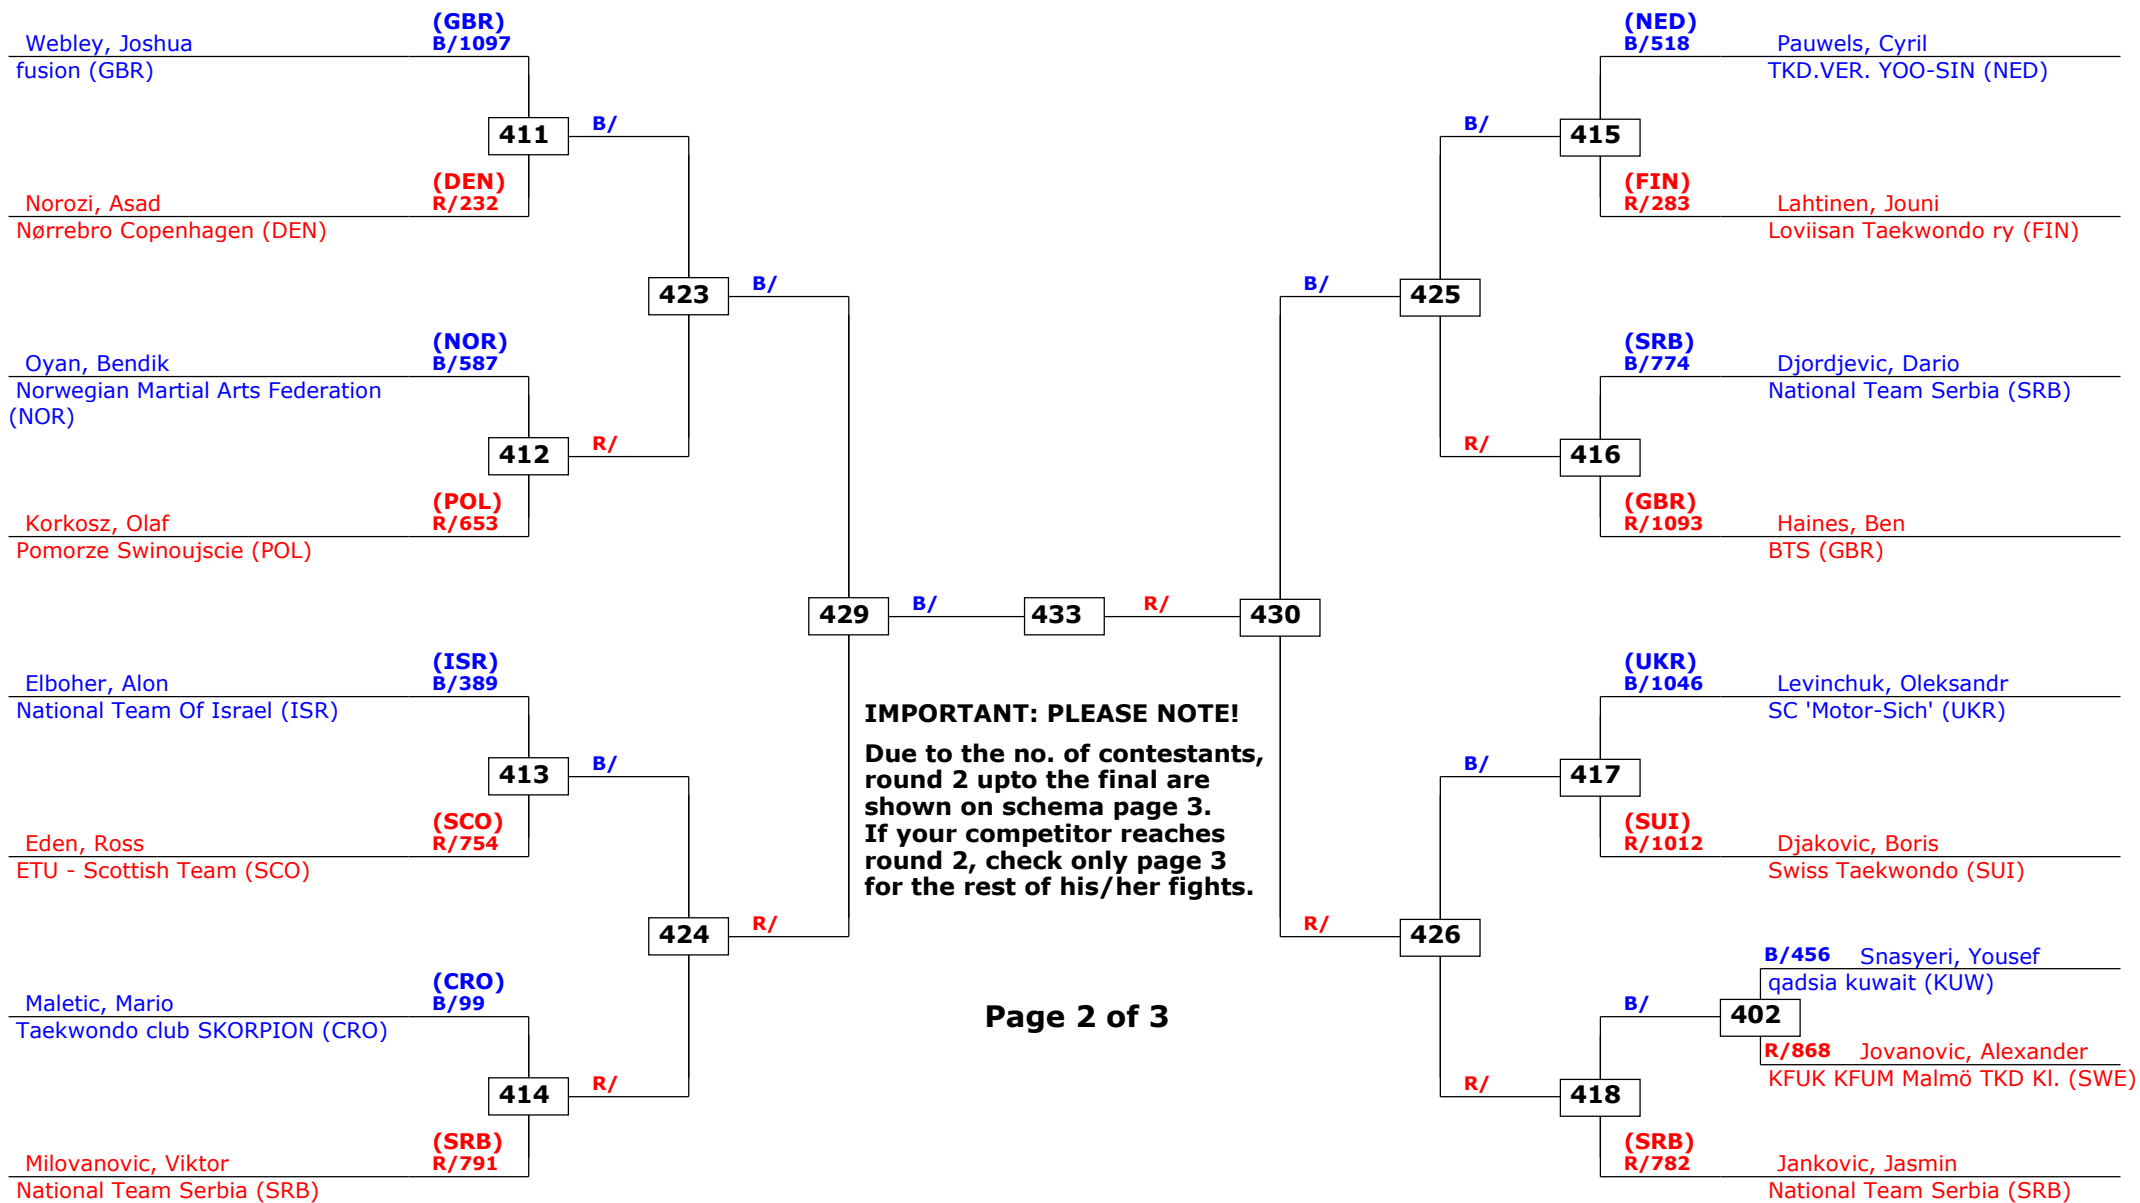 (GBR)
Webley, Joshua B/1097
fusion (GBR)
411
B/
(DEN)
Norozi, Asad R/232
Nørrebro Copenhagen (DEN)
423
B/
(NOR)
Oyan, Bendik B/587
Norwegian Martial Arts Federation
(NOR)
412
R/
(POL)
Korkosz, Olaf R/653
Pomorze Swinoujscie (POL)
429
B/
433
R/
430
(ISR)
Elboher, Alon B/389
National Team Of Israel (ISR)
413
B/
(SCO)
Eden, Ross R/754
ETU - Scottish Team (SCO)
424
R/
(CRO)
Maletic, Mario B/99
Taekwondo club SKORPION (CRO)
414
R/
(SRB)
Milovanovic, Viktor R/791
National Team Serbia (SRB)
IMPORTANT: PLEASE NOTE!
Due to the no. of contestants,
round 2 upto the final are
shown on schema page 3.
If your competitor reaches
round 2, check only page 3
for the rest of his/her fights.
Page 2 of 3
(NED)
B/518 Pauwels, Cyril
TKD.VER. YOO-SIN (NED)
B/
415
(FIN)
R/283 Lahtinen, Jouni
Loviisan Taekwondo ry (FIN)
B/
425
(SRB)
B/774 Djordjevic, Dario
National Team Serbia (SRB)
R/
416
(GBR)
R/1093 Haines, Ben
BTS (GBR)
(UKR)
B/1046 Levinchuk, Oleksandr
SC 'Motor-Sich' (UKR)
B/
417
(SUI)
R/1012 Djakovic, Boris
Swiss Taekwondo (SUI)
R/
426
B/456 Snasyeri, Yousef
qadsia kuwait (KUW)
B/
402
R/868 Jovanovic, Alexander
KFUK KFUM Malmö TKD Kl. (SWE)
R/
418
(SRB)
R/782 Jankovic, Jasmin
National Team Serbia (SRB)